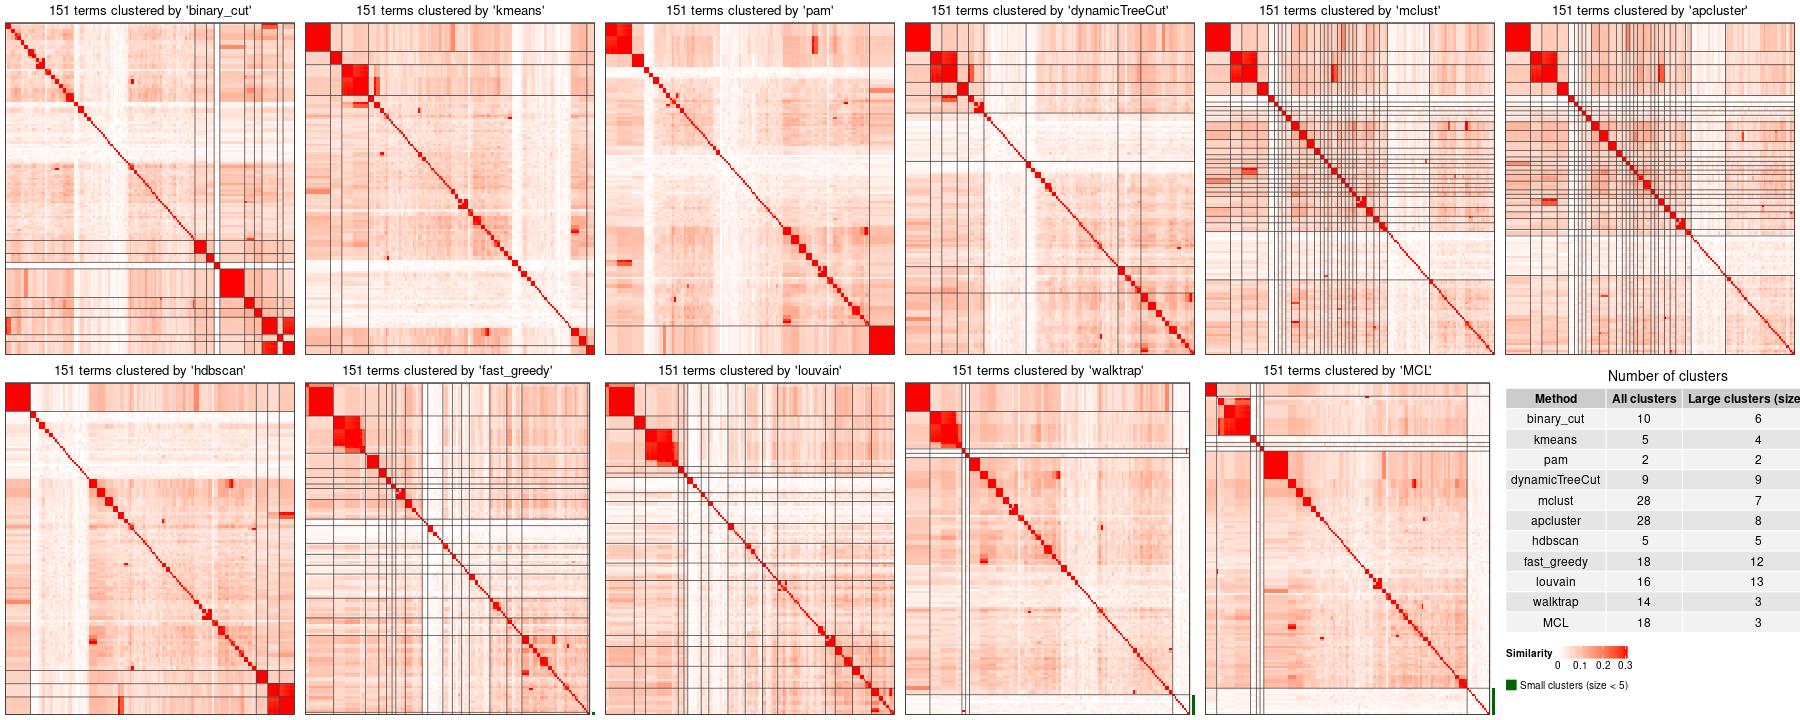 151 terms clustered by 'binary_cut'
151 terms clustered by 'kmeans'
151 terms clustered by 'pam'
151 terms clustered by 'dynamicTreeCut'
151 terms clustered by 'mclust'
151 terms clustered by 'apcluster'
151 terms clustered by 'hdbscan'
151 terms clustered by 'fast_greedy'
151 terms clustered by 'louvain'
151 terms clustered by 'walktrap'
151 terms clustered by 'MCL'
Number of clusters
Method All clusters Large clusters (size
binary_cut 10 6
kmeans 5 4
pam 2 2
dynamicTreeCut 9 9
mclust 28 7
apcluster 28 8
hdbscan 5 5
fast_greedy 18 12
louvain 16 13
walktrap 14 3
MCL 18 3
Similarity
0 0.1 0.2 0.3
Small clusters (size < 5)